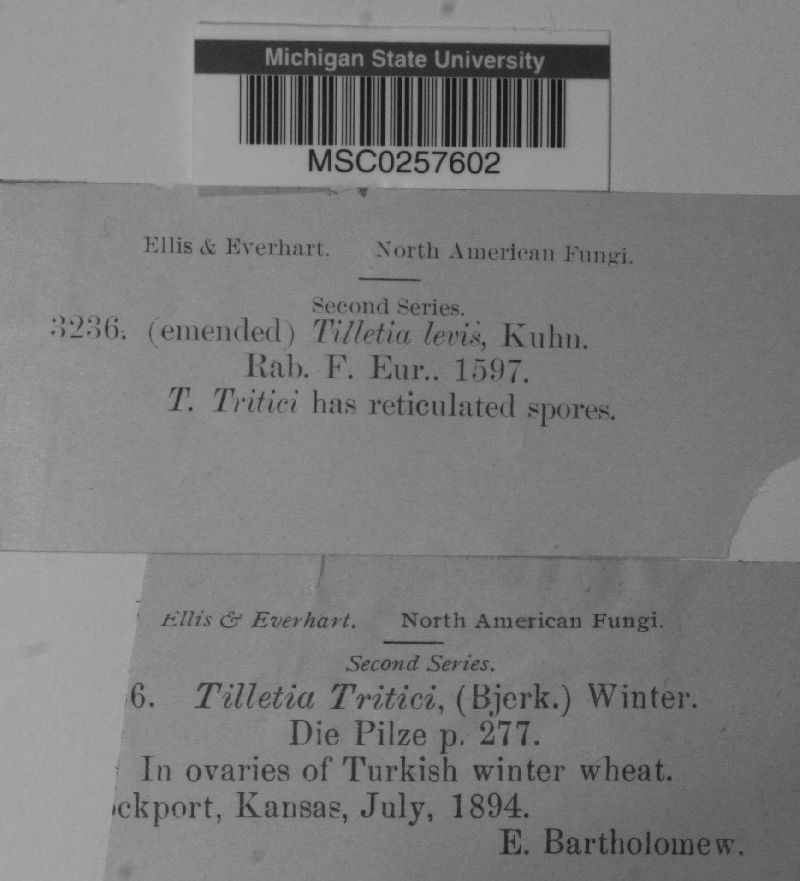 Michigan State University
MSC0257602
Ellis & Everhart. North American Fungi.
Second Series.
3236. (emended) Tilletia levis, Kuhn.
Rab. F. Eur.. 1597.
T. Tritici has reticulated spores.
Ellis & Everhart. North American Fungi.
Second Series.
6. Tilletia Tritici, (Bjerk.) Winter.
Die Pilze p. 277.
In ovaries of Turkish winter wheat.
ckport, Kansas, July, 1894.
E. Bartholomew.